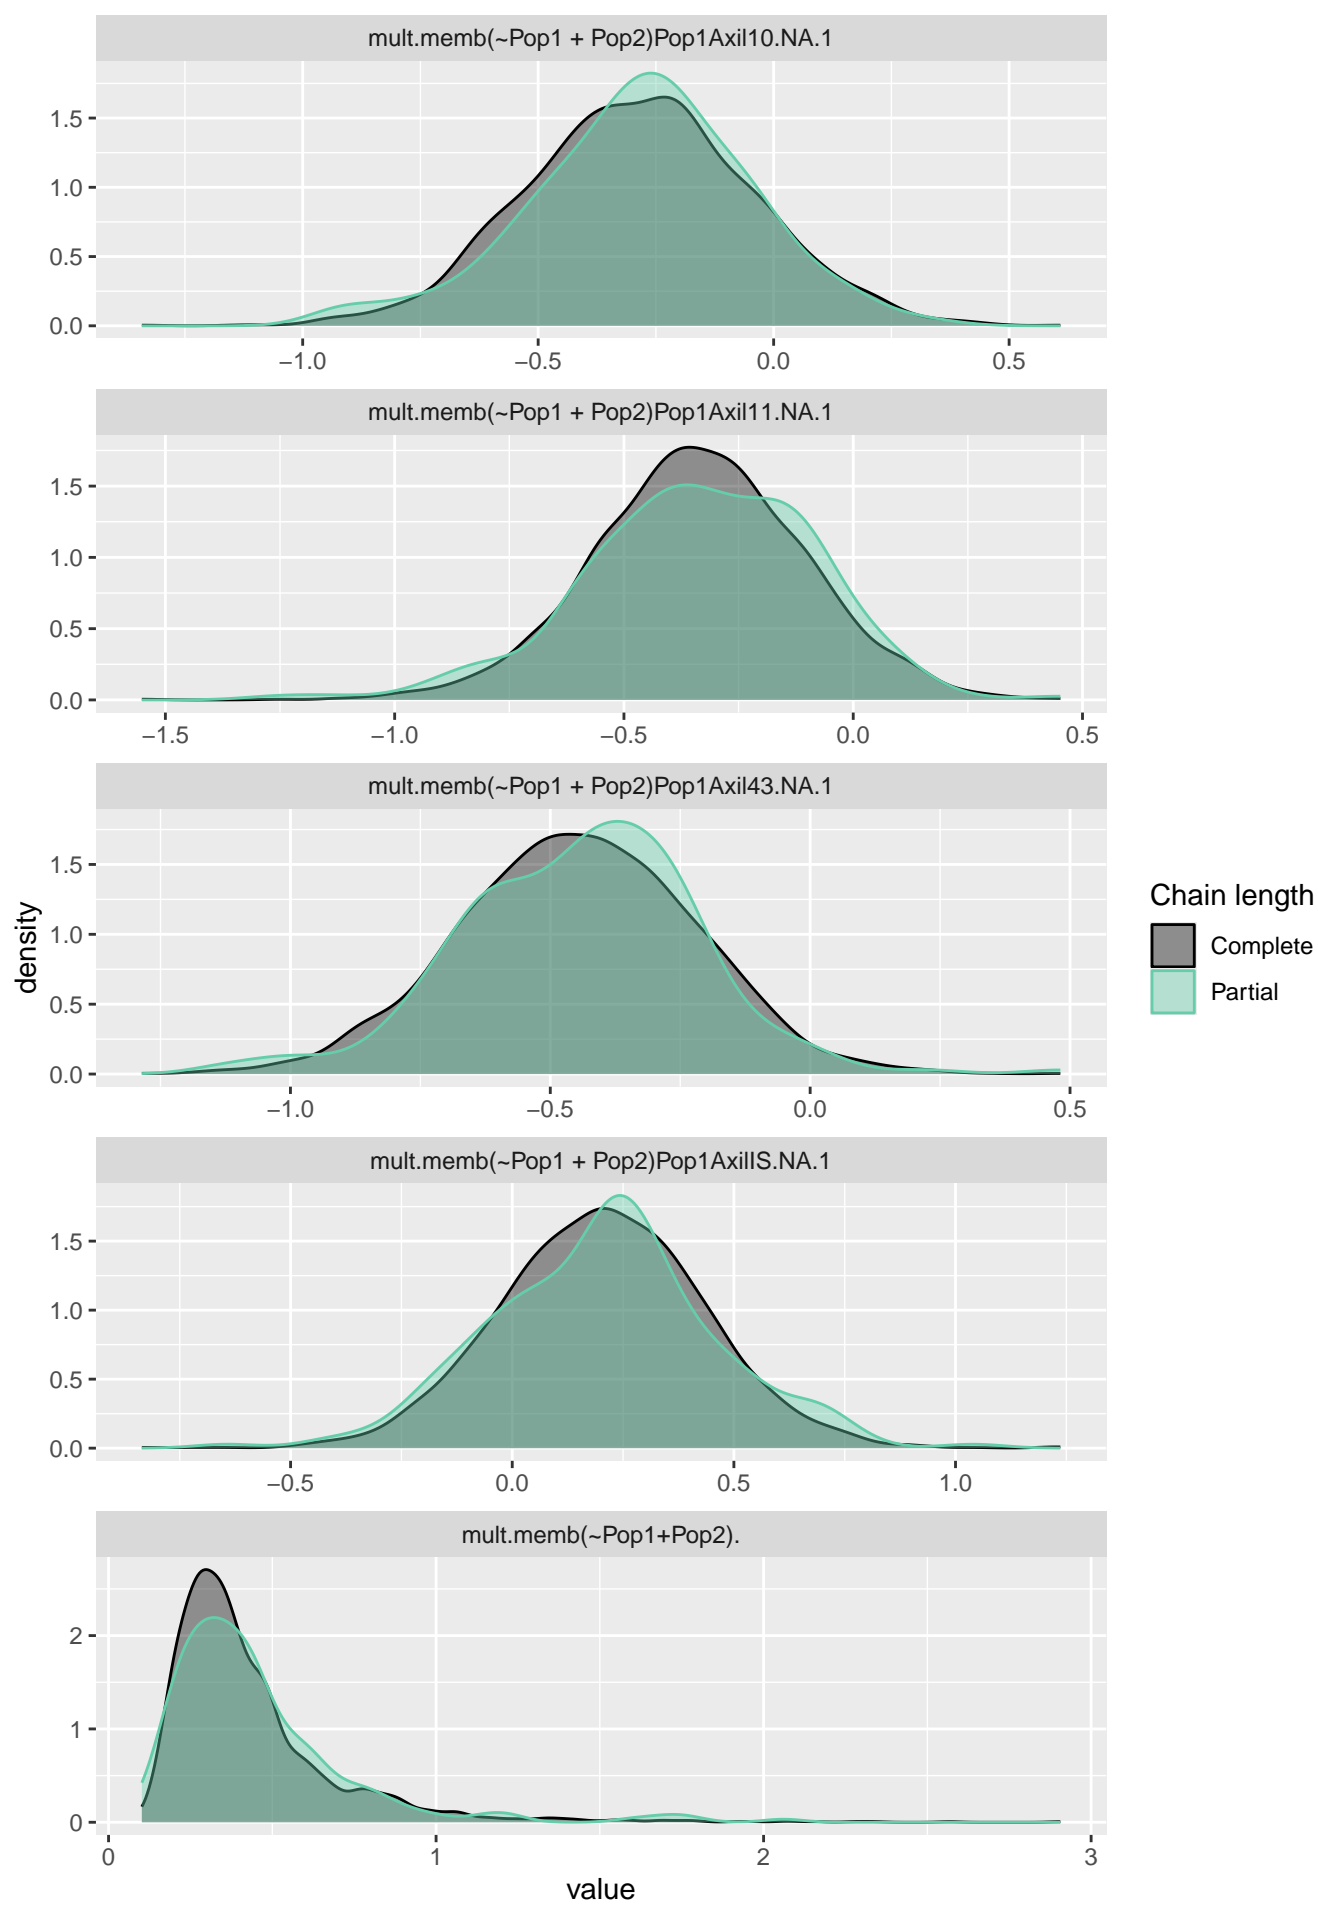 mult.memb(~Pop1 + Pop2)Pop1Axil10.NA.1
1.5
1.0
0.5
0.0
−1.0 −0.5 0.0 0.5
mult.memb(~Pop1 + Pop2)Pop1Axil11.NA.1
1.5
1.0
0.5
0.0
−1.5 −1.0 −0.5 0.0 0.5
mult.memb(~Pop1 + Pop2)Pop1Axil43.NA.1
1.5
1.0
0.5
0.0
−1.0 −0.5 0.0 0.5
mult.memb(~Pop1 + Pop2)Pop1AxilIS.NA.1
1.5
1.0
0.5
0.0
−0.5 0.0 0.5 1.0
mult.memb(~Pop1+Pop2).
2
1
0
0 1 2 3
value
density
Chain length
Complete
Partial